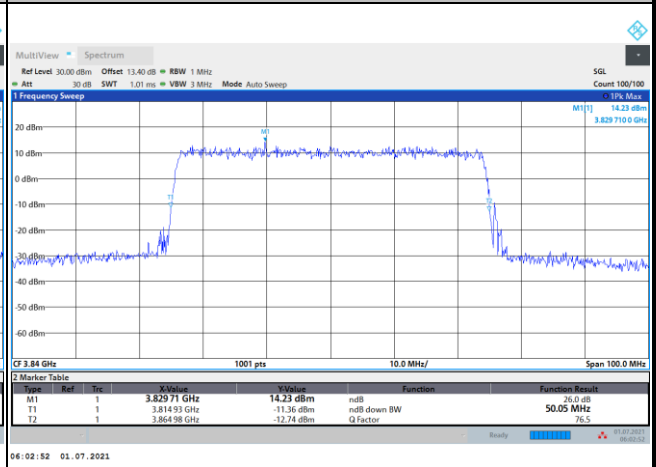 MultiView Spectrum
Ref Level 30.00 dBm Offset 13.40 dB RBW 1 MHz SGL
Att 30 dB SWT 1.01 ms VBW 3 MHz Mode Auto Sweep Count 100/100
1 Frequency Sweep 1Pk Max
M1[1] 14.23 dBm
3.829 710 0 GHz
M1
20 dBm
10 dBm
0 dBm
T1
T2
-10 dBm
-20 dBm
-30 dBm
-40 dBm
-50 dBm
-60 dBm
CF 3.84 GHz 1001 pts 10.0 MHz/ Span 100.0 MHz
2 Marker Table
Type Ref Trc X-Value Y-Value Function Function Result
M1 1 3.829 71 GHz 14.23 dBm ndB 26.0 dB
T1 1 3.814 93 GHz -11.36 dBm ndB down BW 50.05 MHz
T2 1 3.864 98 GHz -12.74 dBm Q Factor 76.5
Ready 01.07.2021
06:02:52
06:02:52 01.07.2021